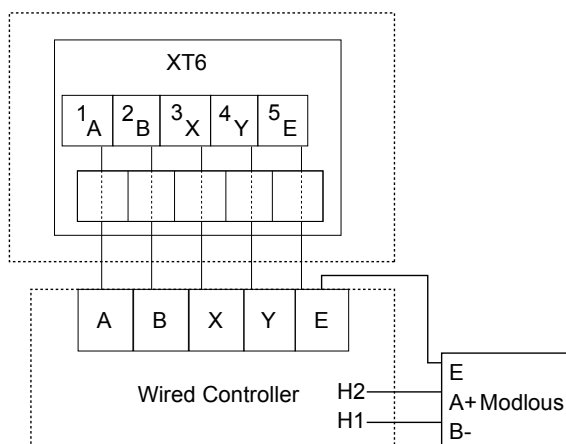 XT6
1A 2B 3X 4Y 5E
A B X Y E
E
Wired Controller H2 A+ Modlous
H1 B-